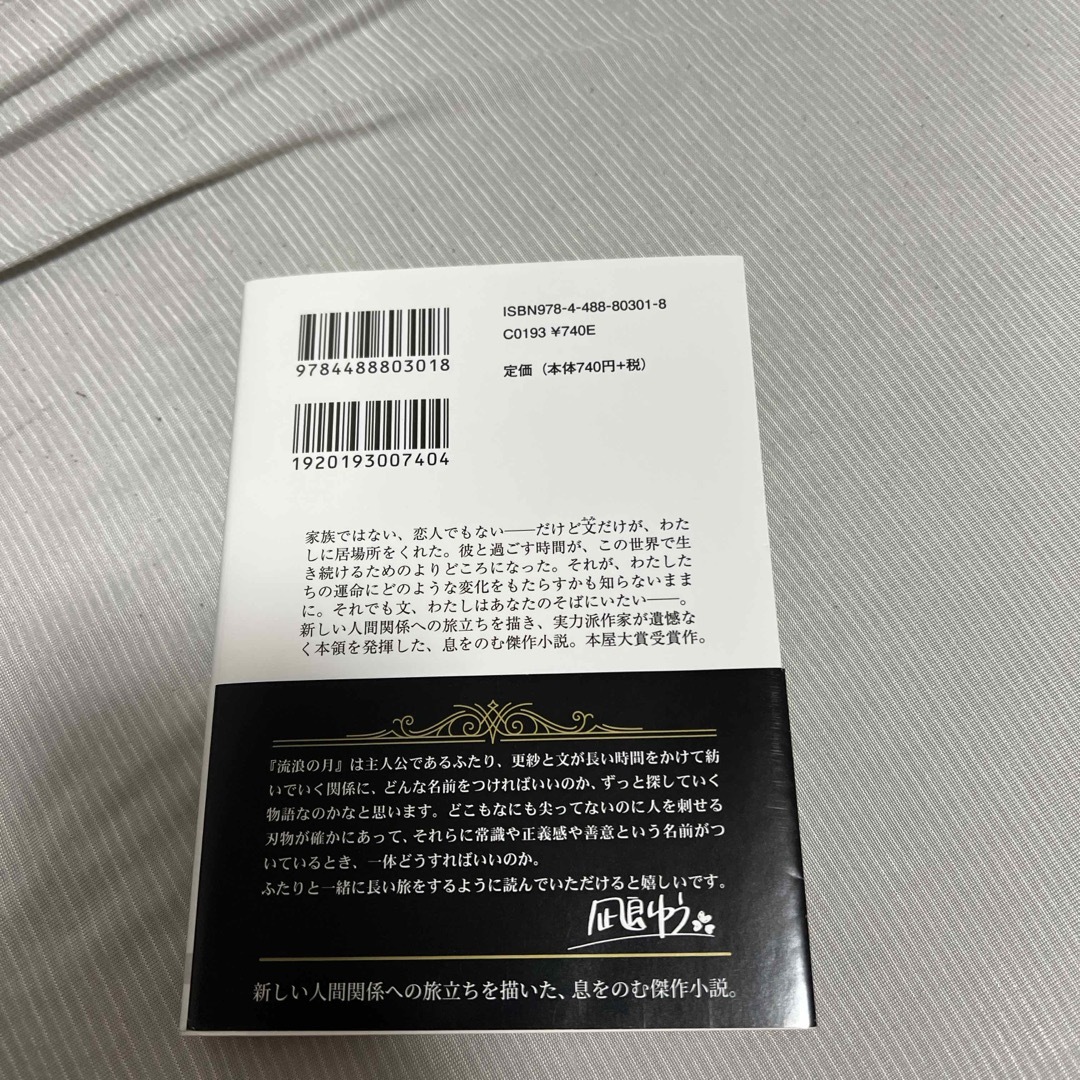 ISBN978-4-488-80301-8
C0193 ¥740E
定価（本体740円+税）
9784488803018
1920193007404
家族ではない、恋人でもない――だけど文だけが、わた
しに居場所をくれた。彼と過ごす時間が、この世界で生
き続けるためのよりどころになった。それが、わたした
ちの運命にどのような変化をもたらすかも知らないまま
に。それでも文、わたしはあなたのそばにいたい――。
新しい人間関係への旅立ちを描き、実力派作家が遺憾な
く本領を発揮した、息をのむ傑作小説。本屋大賞受賞作。
『流浪の月』は主人公であるふたり、更紗と文が長い時間をかけて紡
いでいく関係に、どんな名前をつければいいのか、ずっと探していく
物語なのかなと思います。どこもなにも尖ってないのに人を刺せる
刃物が確かにあって、それらに常識や正義感や善意という名前がつ
いているとき、一体どうすればいいのか。
ふたりと一緒に長い旅をするように読んでいただけると嬉しいです。
凪良ゆう
新しい人間関係への旅立ちを描いた、息をのむ傑作小説。